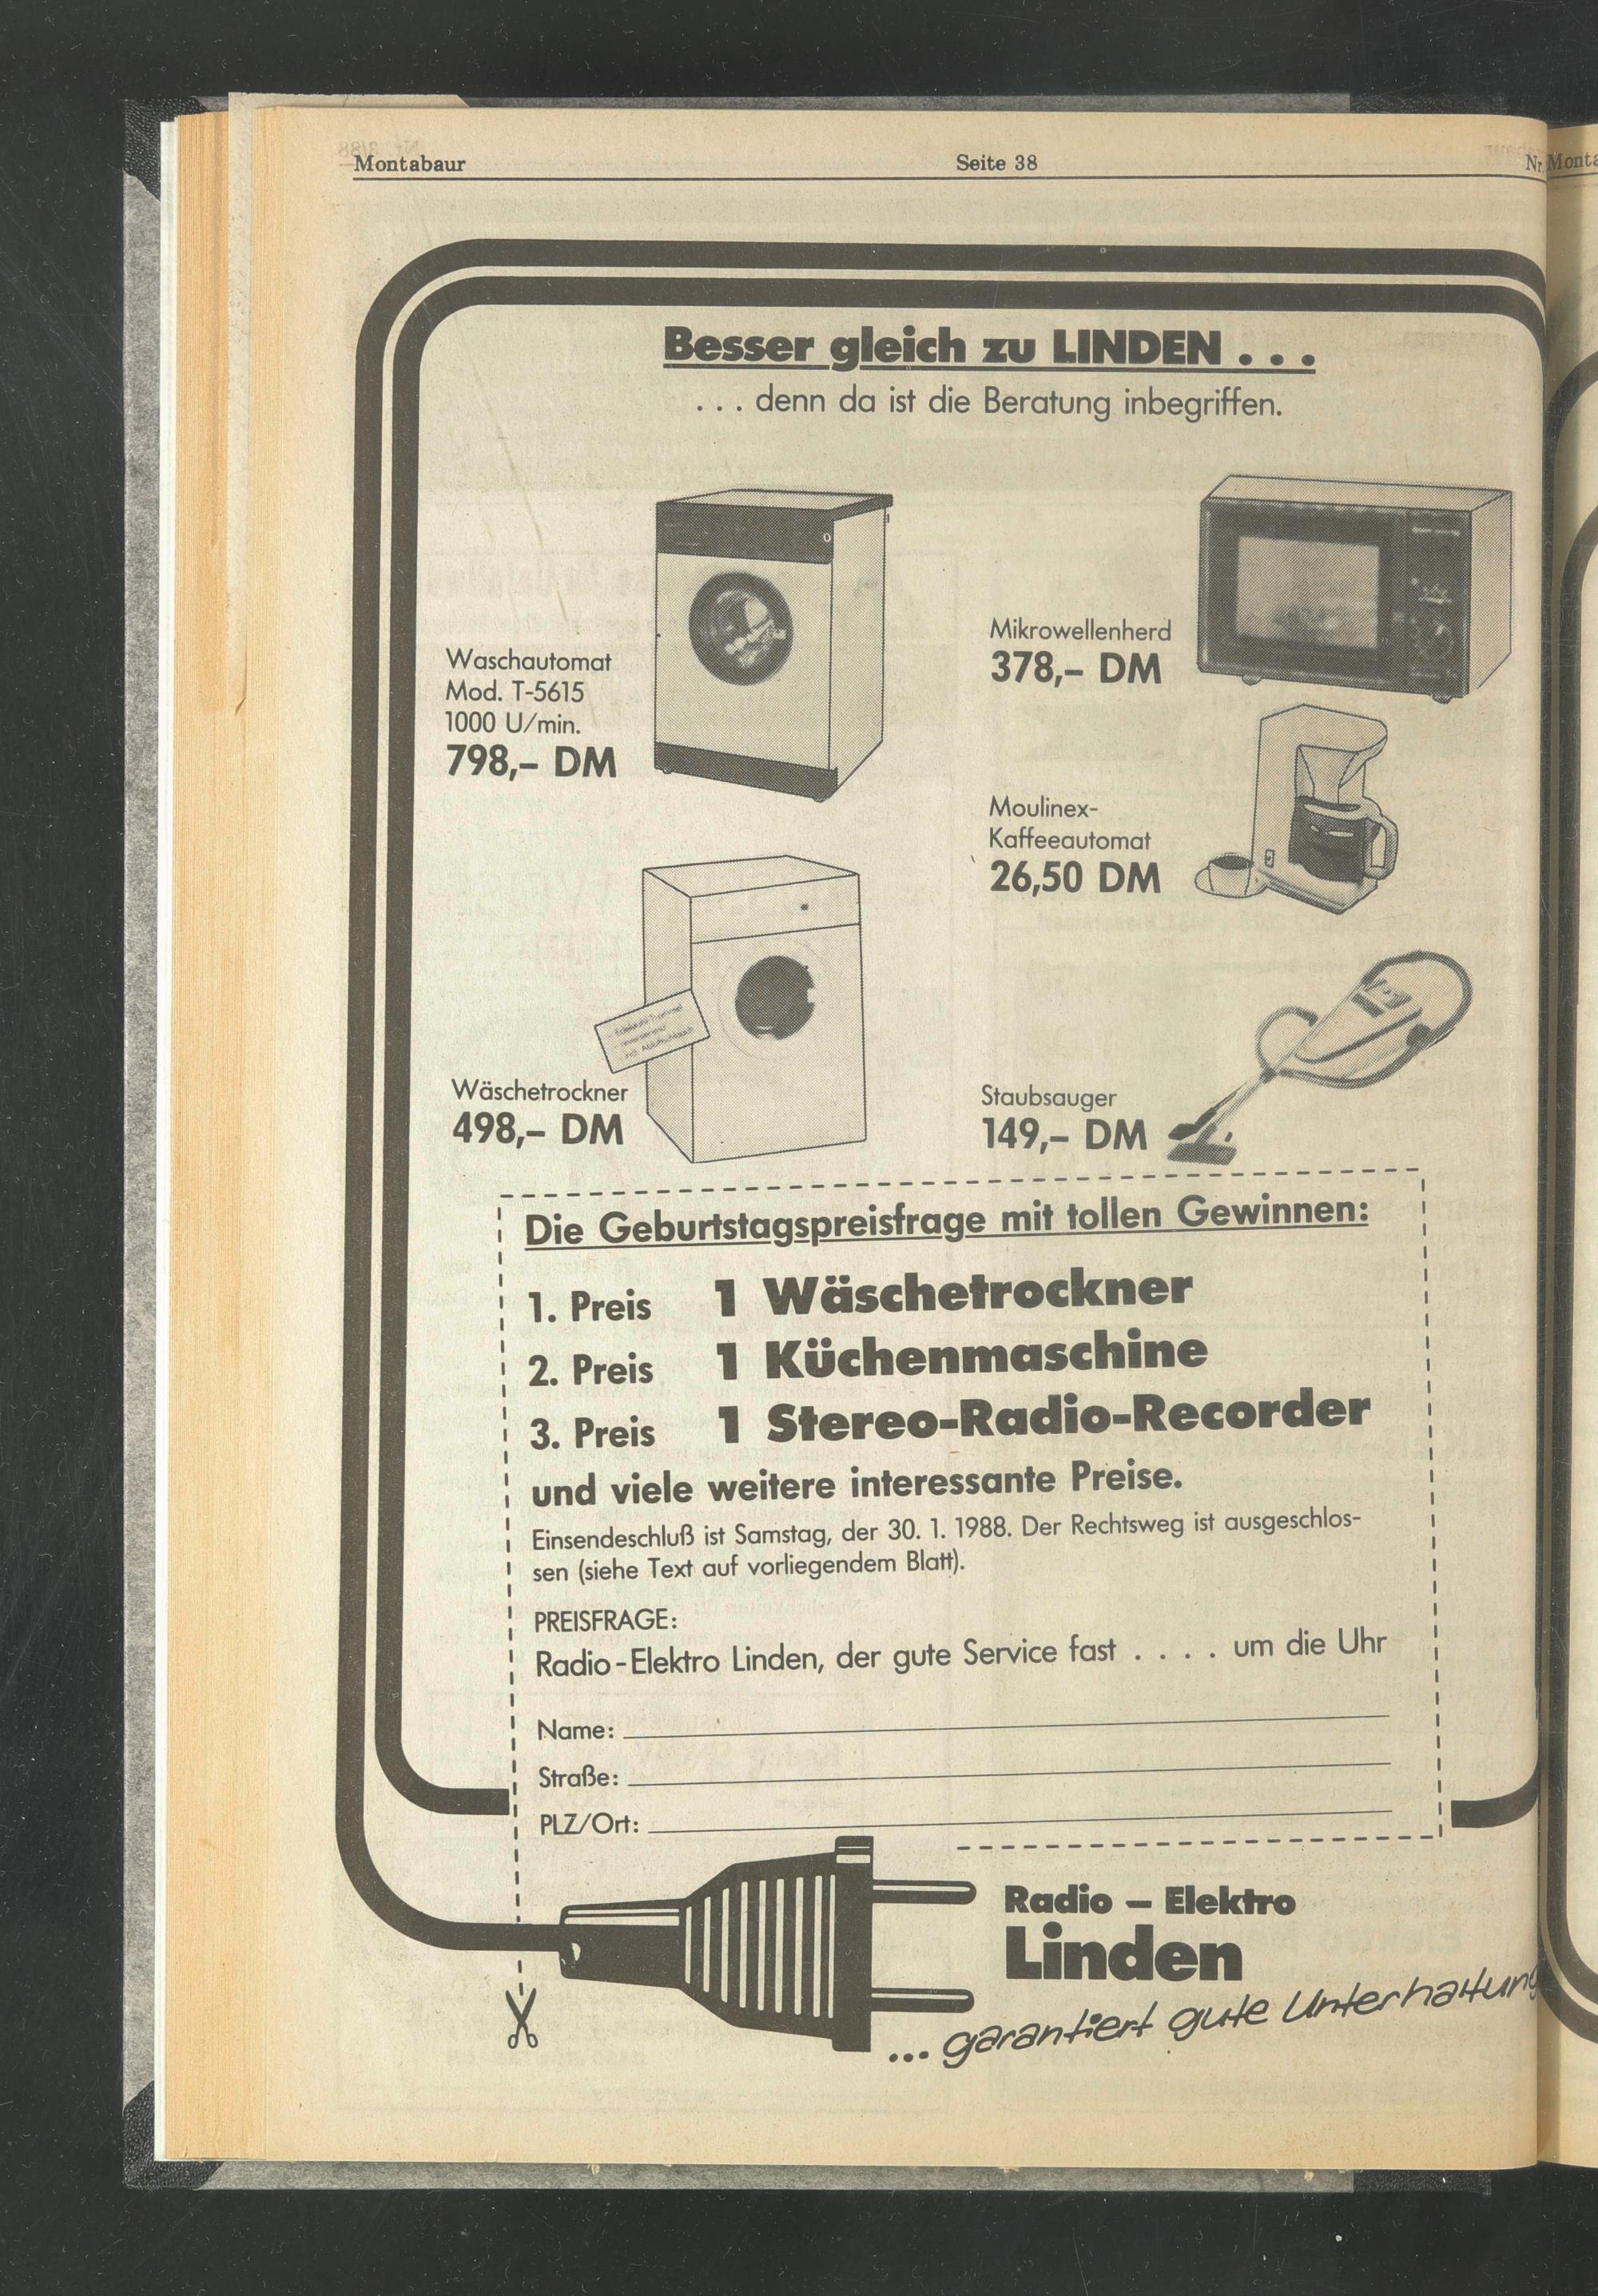 Montabaur Seite 38 Nr
Besser gleich zu LINDEN . . .
. . . denn da ist die Beratung inbegriffen.
Waschautomat
Mod. T-5615
1000 U/min.
798,– DM
Mikrowellenherd
378,– DM
Moulinex-
Kaffeeautomat
26,50 DM
Wäschetrockner
498,– DM
Staubsauger
149,– DM
Die Geburtstagspreisfrage mit tollen Gewinnen:
1. Preis 1 Wäschetrockner
2. Preis 1 Küchenmaschine
3. Preis 1 Stereo-Radio-Recorder
und viele weitere interessante Preise.
Einsendeschluß ist Samstag, der 30. 1. 1988. Der Rechtsweg ist ausgeschlos-
sen (siehe Text auf vorliegendem Blatt).
PREISFRAGE:
Radio-Elektro Linden, der gute Service fast . . . . um die Uhr
Name:
Straße:
PLZ/Ort:
Radio – Elektro
Linden
... garantiert gute Unterhaltung